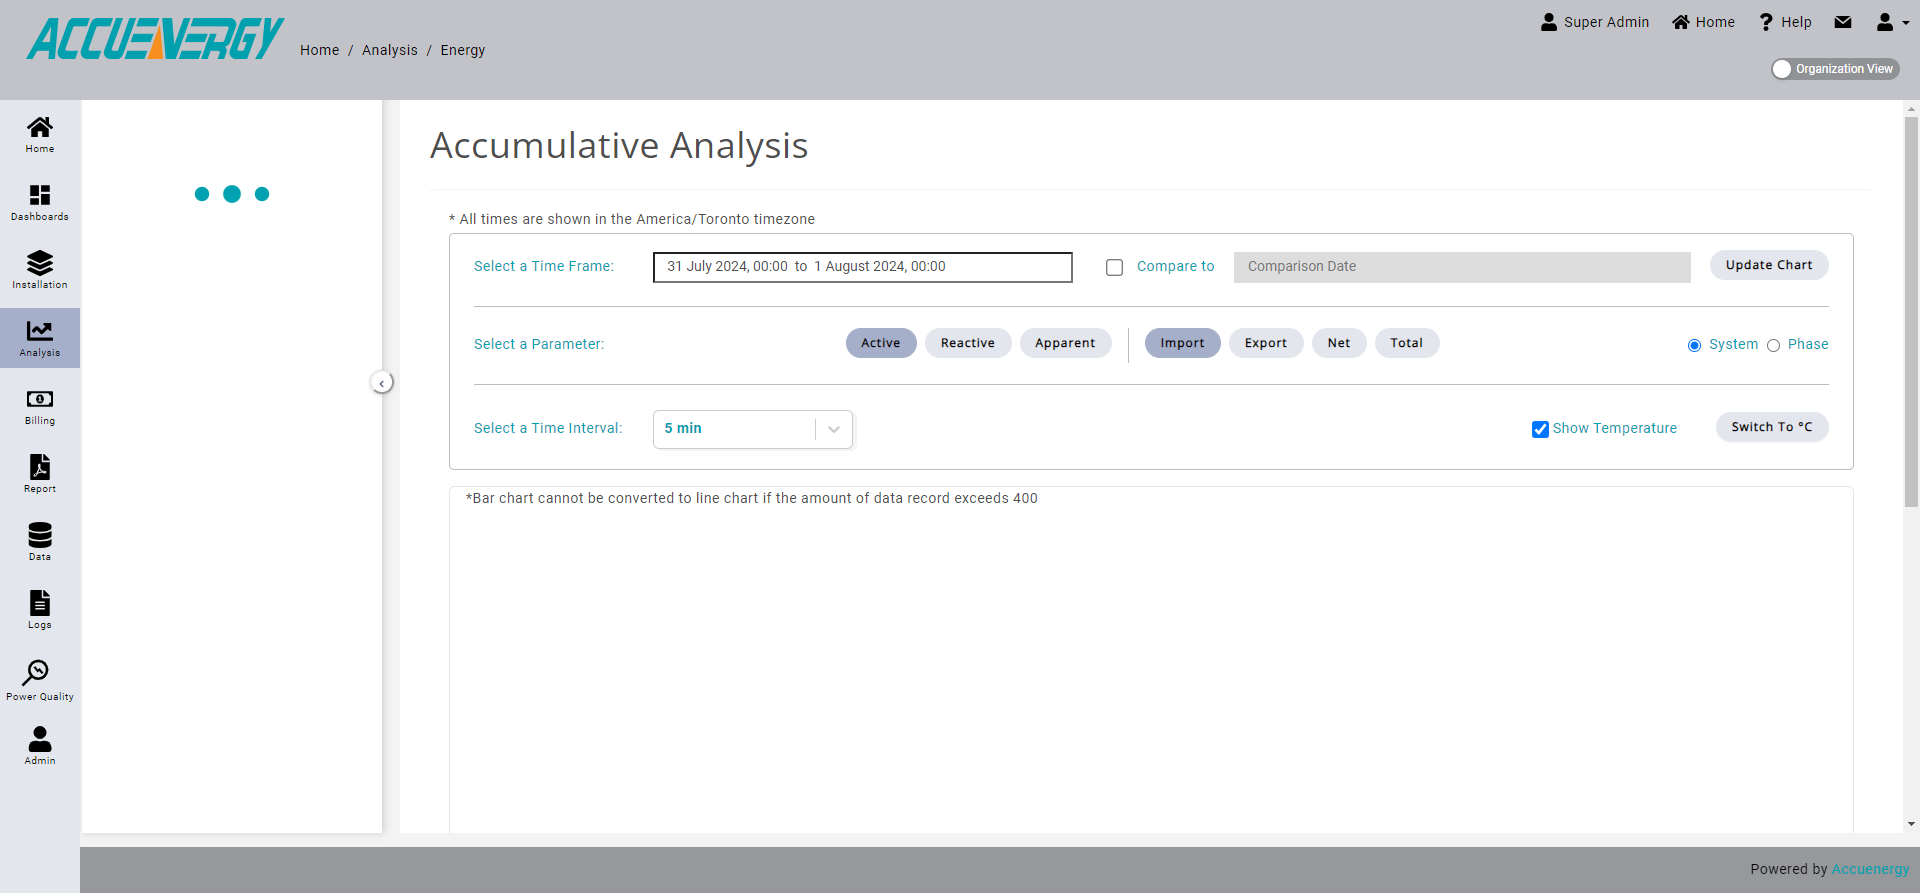 ACCUENERGY
Home / Analysis / Energy
Super Admin
Home
Help
Organization View
Home
Dashboards
Installation
Analysis
Billing
Report
Data
Logs
Power Quality
Admin
Accumulative Analysis
* All times are shown in the America/Toronto timezone
Select a Time Frame: 31 July 2024, 00:00 to 1 August 2024, 00:00 Compare to Comparison Date Update Chart
Select a Parameter: Active Reactive Apparent Import Export Net Total System Phase
Select a Time Interval: 5 min Show Temperature Switch To °C
*Bar chart cannot be converted to line chart if the amount of data record exceeds 400
Powered by Accuenergy